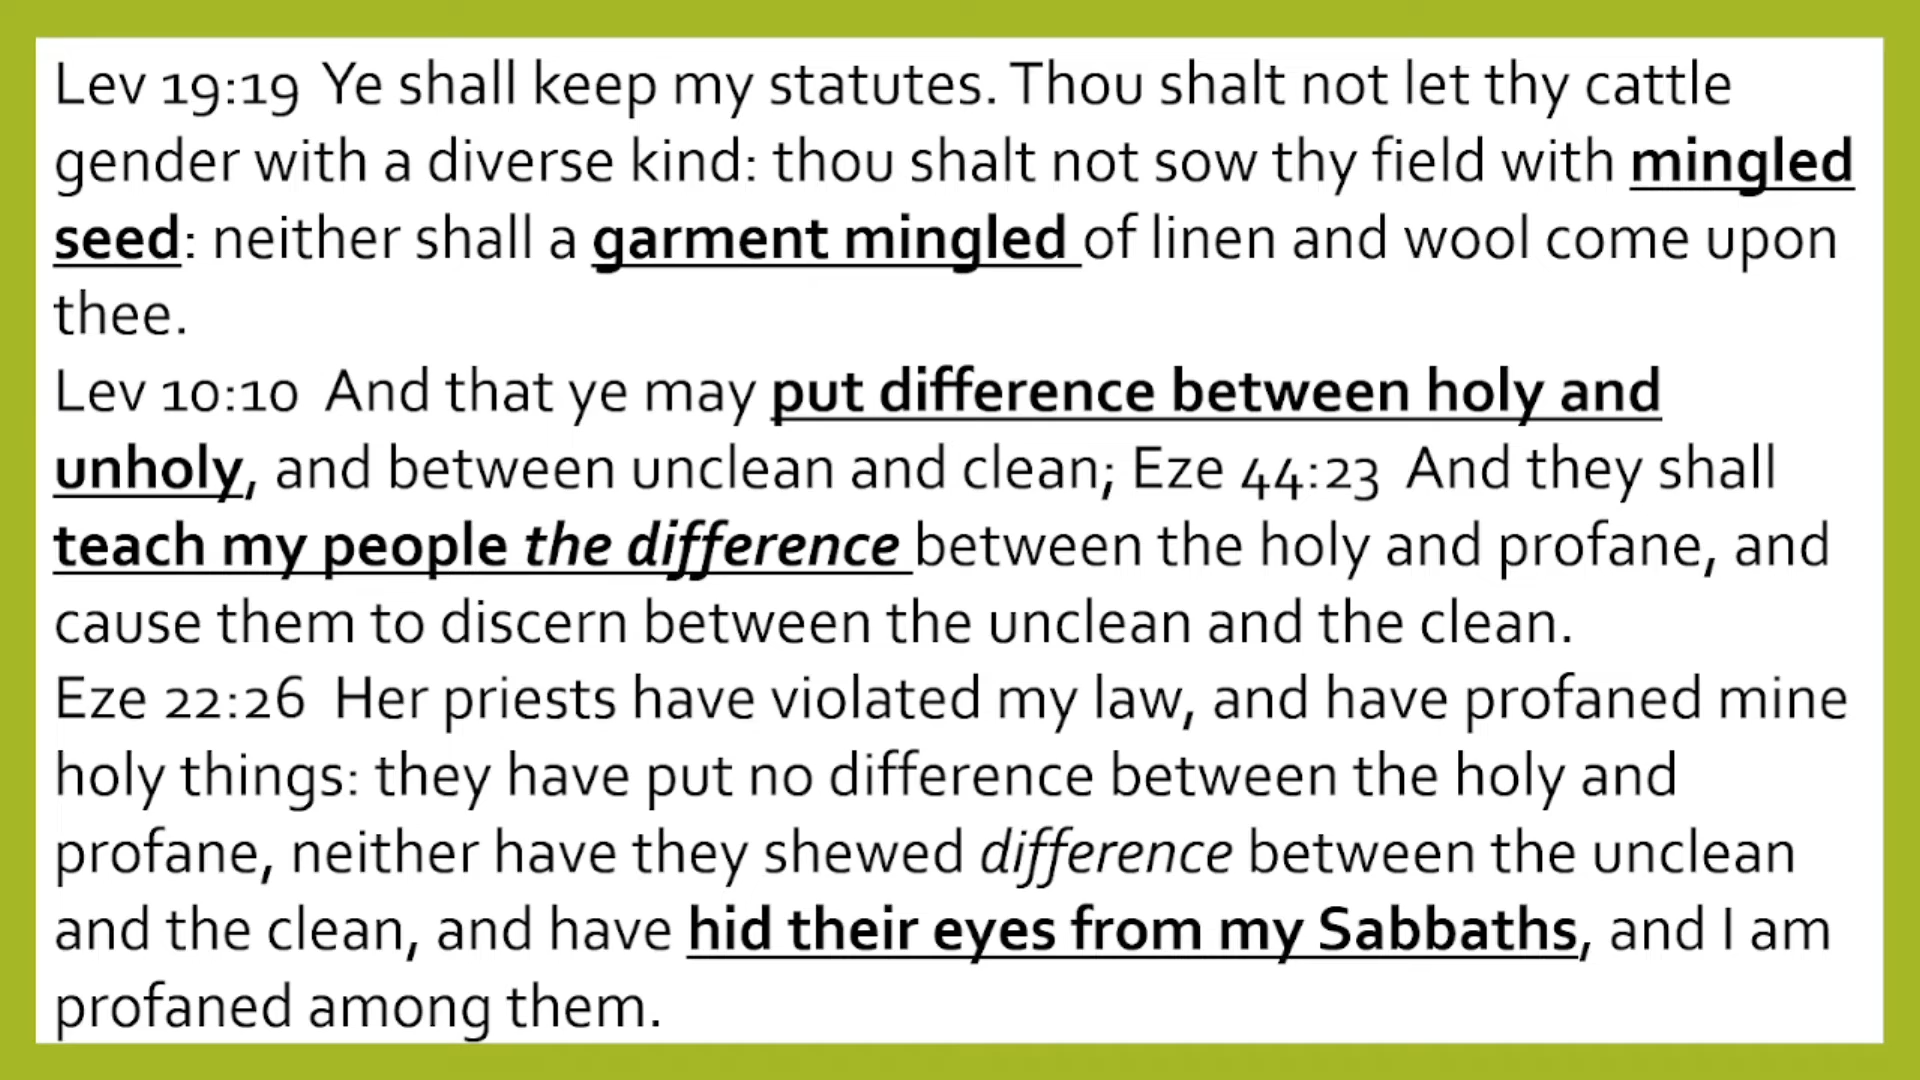 Lev 19:19  Ye shall keep my statutes. Thou shalt not let thy cattle
gender with a diverse kind: thou shalt not sow thy field with mingled
seed: neither shall a garment mingled of linen and wool come upon
thee.
Lev 10:10  And that ye may put difference between holy and
unholy, and between unclean and clean; Eze 44:23  And they shall
teach my people the difference between the holy and profane, and
cause them to discern between the unclean and the clean.
Eze 22:26  Her priests have violated my law, and have profaned mine
holy things: they have put no difference between the holy and
profane, neither have they shewed difference between the unclean
and the clean, and have hid their eyes from my Sabbaths, and I am
profaned among them.